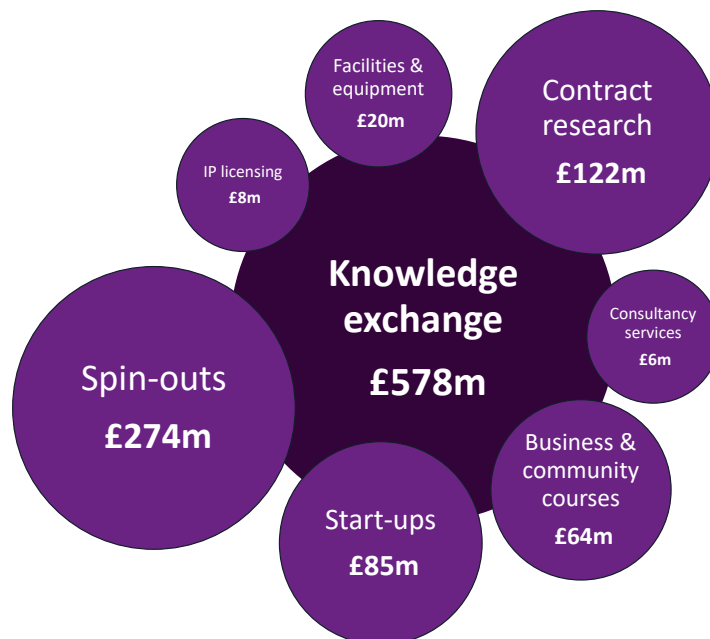 Facilities &
equipment
£20m
Contract
research
£122m
IP licensing
£8m
Knowledge
exchange
£578m
Consultancy
services
£6m
Spin-outs
£274m
Business &
community
courses
£64m
Start-ups
£85m